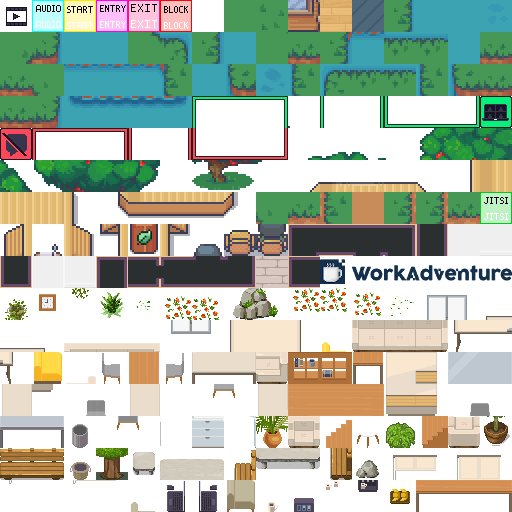 AUDIO START ENTRY EXIT BLOCK
AUDIO START ENTRY EXIT BLOCK
JITSI
JITSI
WORKADVENTURE